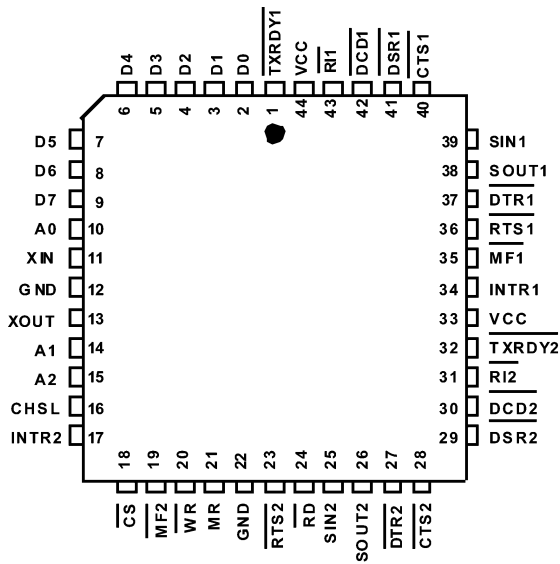 D4 D3 D2 D1 D0 TXRDY1 VCC RI1 DCD1 DSR1 CTS1
6 5 4 3 2 1 44 43 42 41 40
D5 7 39 SIN1
D6 8 38 SOUT1
D7 9 37 DTR1
A0 10 36 RTS1
XIN 11 35 MF1
GND 12 34 INTR1
XOUT 13 33 VCC
A1 14 32 TXRDY2
A2 15 31 RI2
CHSL 16 30 DCD2
INTR2 17 29 DSR2
18 19 20 21 22 23 24 25 26 27 28
CS MF2 WR MR GND RTS2 RD SIN2 SOUT2 DTR2 CTS2